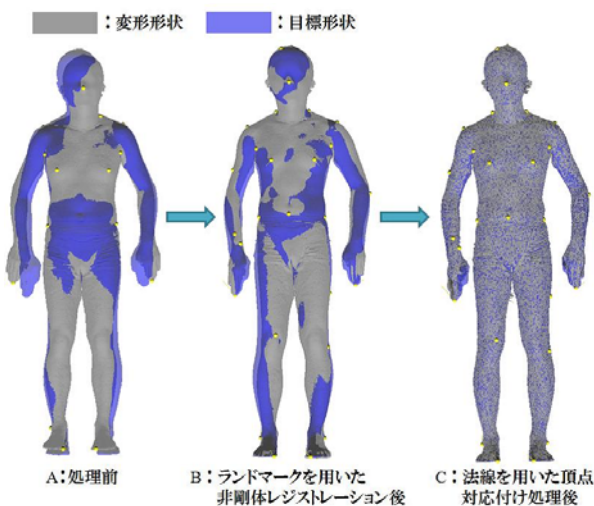 ：変形形状
：目標形状
A：処理前
B：ランドマークを用いた
非剛体レジストレーション後
C：法線を用いた頂点
対応付け処理後